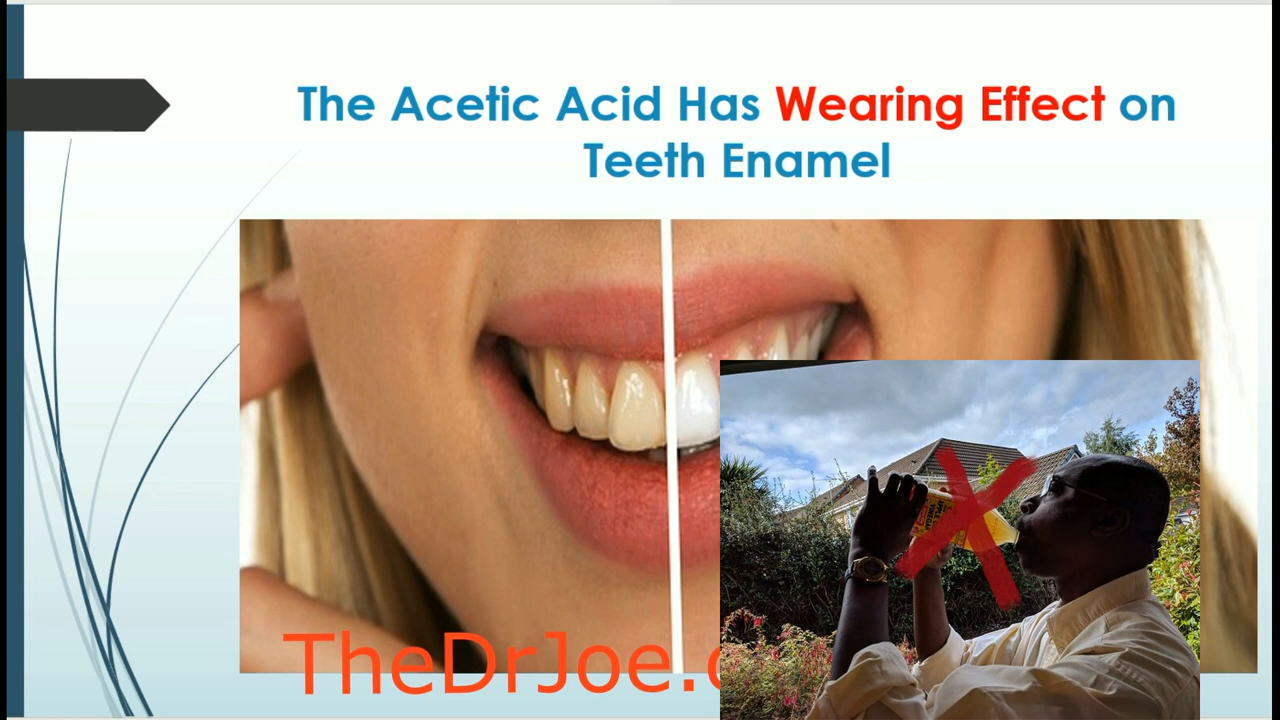 The Acetic Acid Has Wearing Effect on
Teeth Enamel
TheDrJoe.